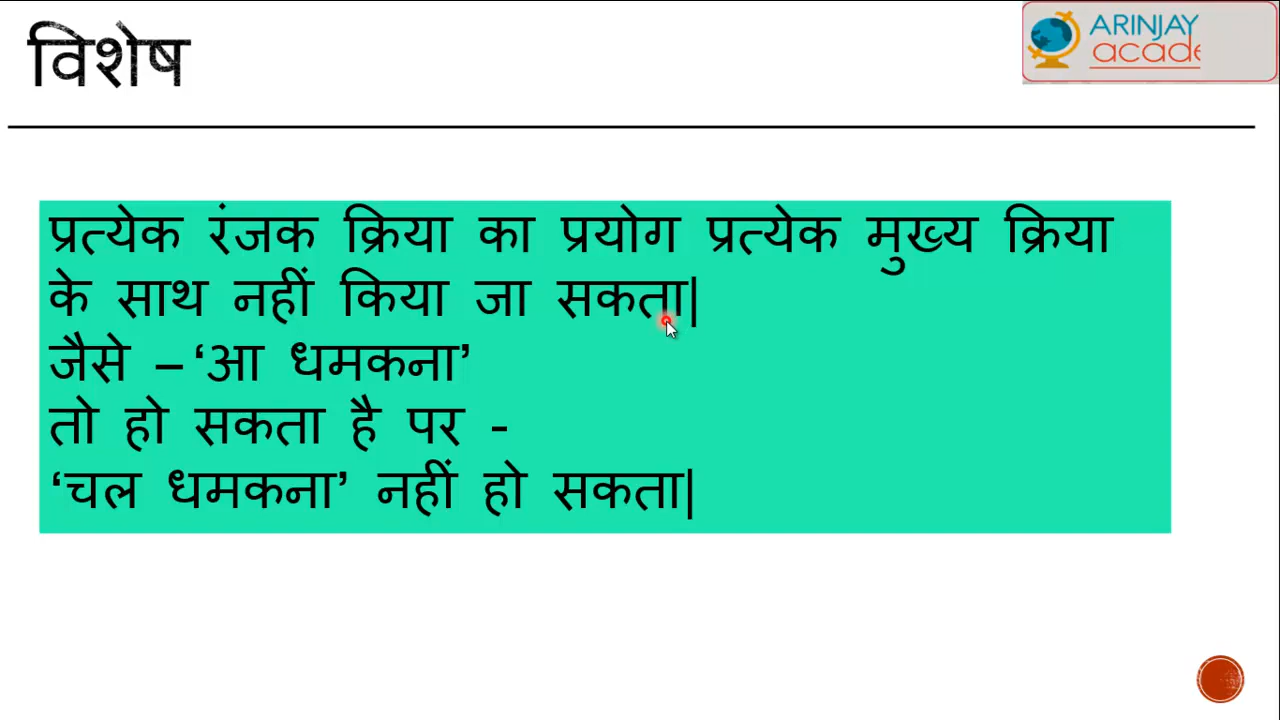 विशेष
ARINJAY
acade
प्रत्येक रंजक क्रिया का प्रयोग प्रत्येक मुख्य क्रिया
के साथ नहीं किया जा सकता|
जैसे – ‘आ धमकना’
तो हो सकता है पर -
‘चल धमकना’ नहीं हो सकता|